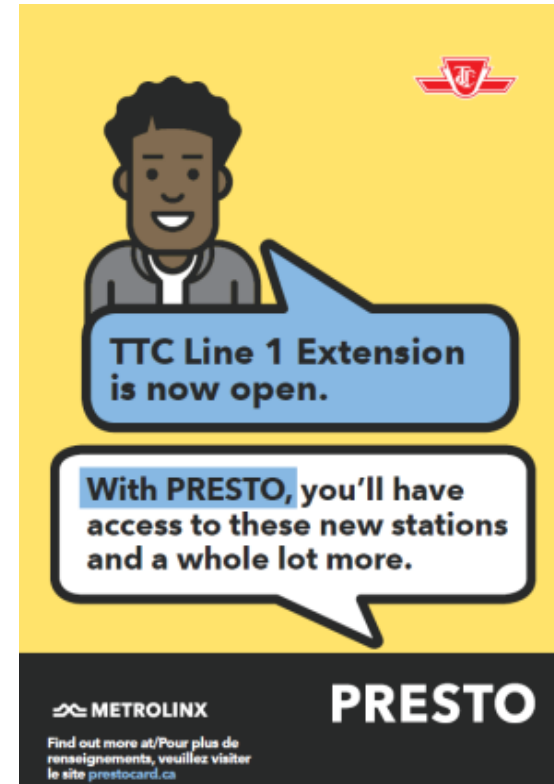 TTC
TTC Line 1 Extension
is now open.
With PRESTO, you'll have
access to these new stations
and a whole lot more.
METROLINX
PRESTO
Find out more at/Pour plus de
renseignements, veuillez visiter
le site prestocard.ca